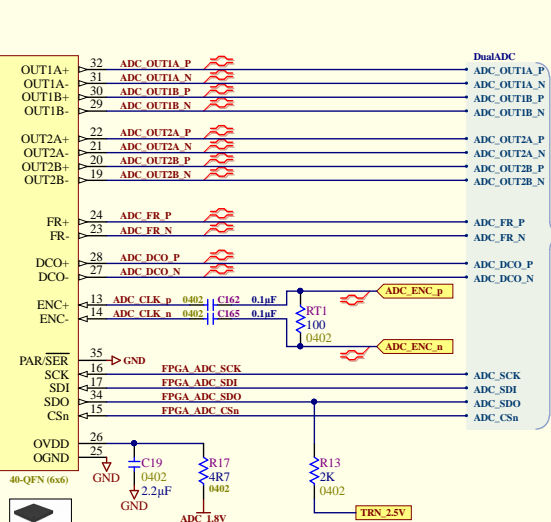 DualADC
OUT1A+ 32 ADC_OUT1A_P ADC_OUT1A_P
OUT1A- 31 ADC_OUT1A_N ADC_OUT1A_N
OUT1B+ 30 ADC_OUT1B_P ADC_OUT1B_P
OUT1B- 29 ADC_OUT1B_N ADC_OUT1B_N
OUT2A+ 22 ADC_OUT2A_P ADC_OUT2A_P
OUT2A- 21 ADC_OUT2A_N ADC_OUT2A_N
OUT2B+ 20 ADC_OUT2B_P ADC_OUT2B_P
OUT2B- 19 ADC_OUT2B_N ADC_OUT2B_N
FR+ 24 ADC_FR_P ADC_FR_P
FR- 23 ADC_FR_N ADC_FR_N
DCO+ 28 ADC_DCO_P ADC_DCO_P
DCO- 27 ADC_DCO_N ADC_DCO_N
ADC_ENC_p
ENC+ 13 ADC_CLK_p 0402 C162 0.1µF
RT1
ENC- 14 ADC_CLK_n 0402 C165 0.1µF
100
0402
ADC_ENC_n
PAR/SER 35 GND
SCK 16 FPGA_ADC_SCK ADC_SCK
SDI 17 FPGA_ADC_SDI ADC_SDI
SDO 34 FPGA_ADC_SDO ADC_SDO
CSn 15 FPGA_ADC_CSn ADC_CSn
OVDD 26
OGND 25
C19 R17 R13
40-QFN (6x6) GND 0402 4R7 2K
2.2µF 0402 0402
GND
ADC_1.8V TRN_2.5V